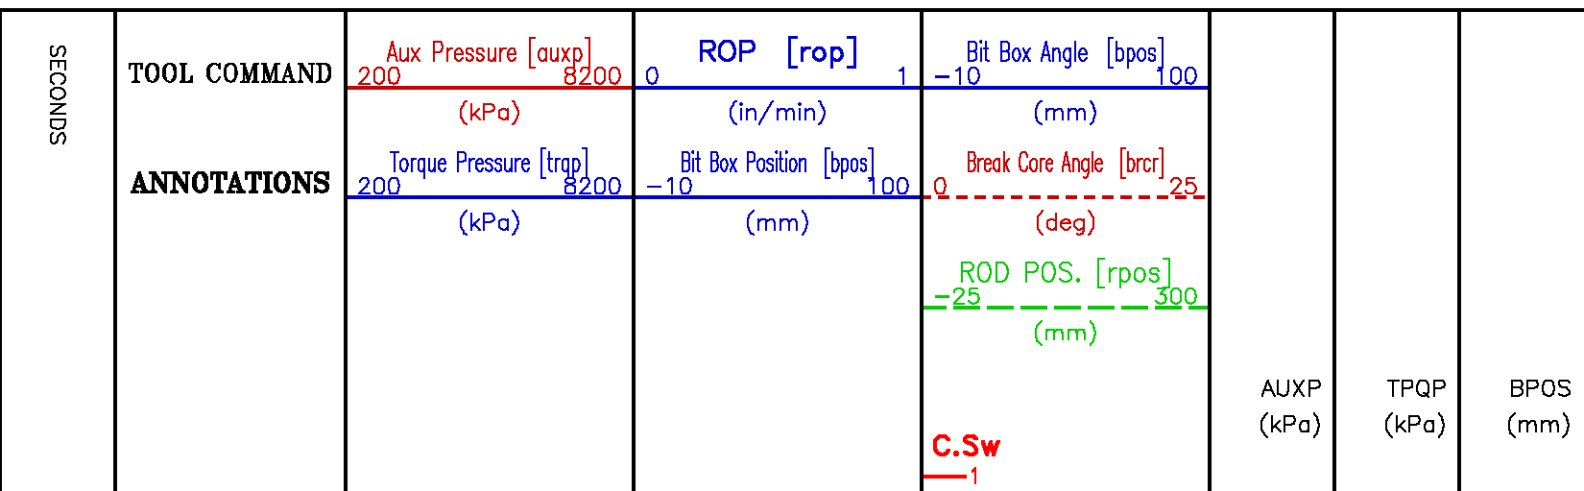 SECONDS
TOOL COMMAND
ANNOTATIONS
Aux Pressure [auxp]
200 8200
(kPa)
Torque Pressure [trqp]
200 8200
(kPa)
ROP [rop]
0 1
(in/min)
Bit Box Position [bpos]
-10 100
(mm)
Bit Box Angle [bpos]
-10 100
(mm)
Break Core Angle [brcr]
0 25
(deg)
ROD POS. [rpos]
-25 300
(mm)
C.Sw
1
AUXP
(kPa)
TPQP
(kPa)
BPOS
(mm)